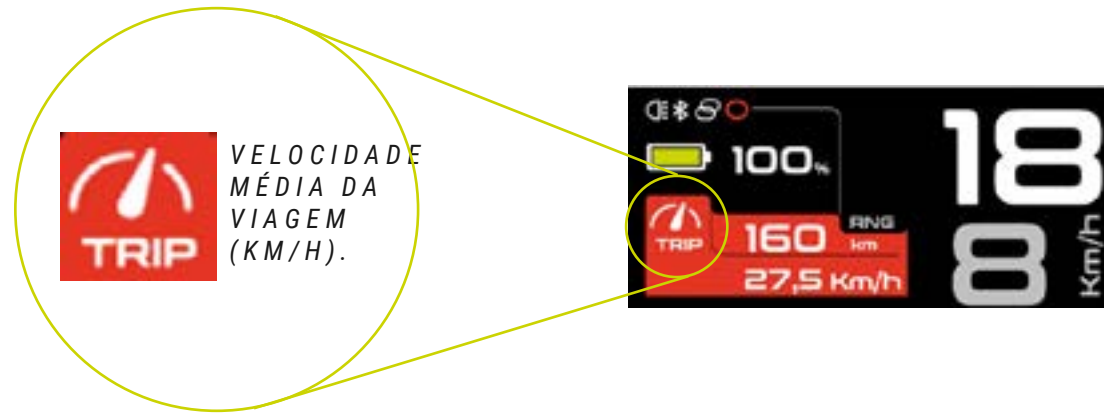 TRIP
VELOCIDADE
MÉDIA DA
VIAGEM
(KM/H).
100%
TRIP
160 RNG km
27,5 Km/h
18
8
Km/h